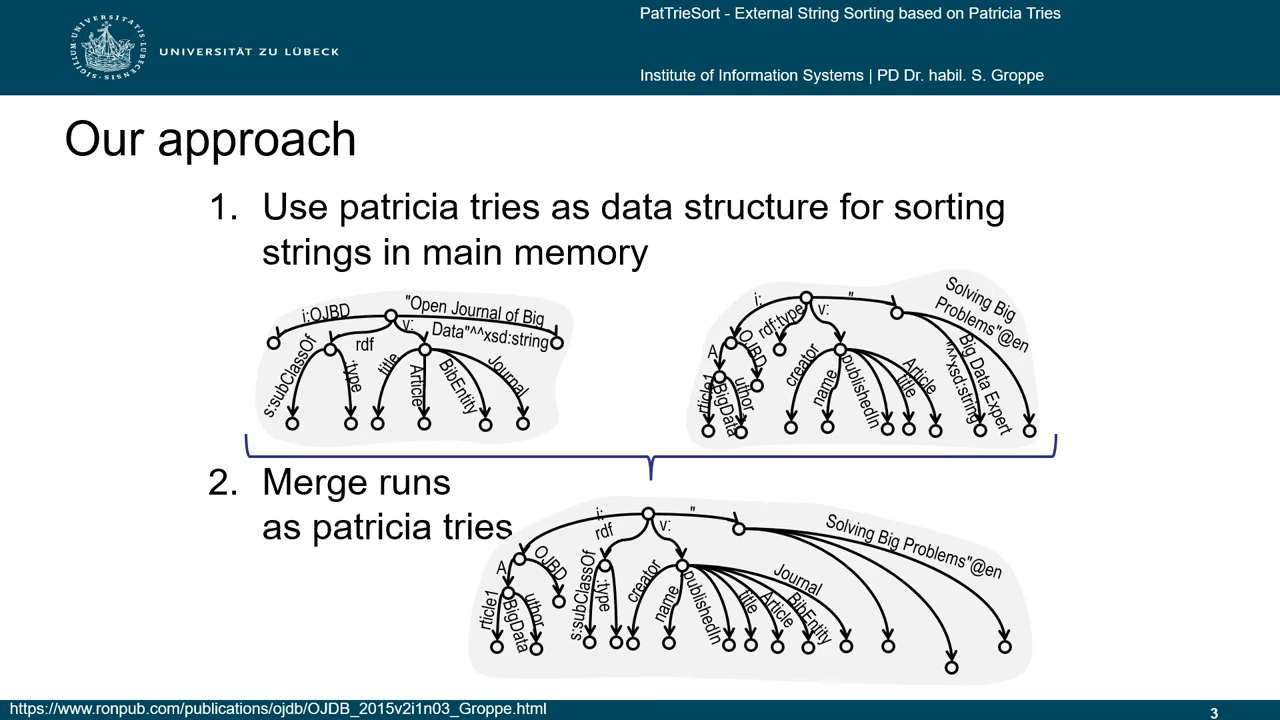 PatTrieSort - External String Sorting based on Patricia Tries
UNIVERSITÄT ZU LÜBECK
Institute of Information Systems | PD Dr. habil. S. Groppe
Our approach
1. Use patricia tries as data structure for sorting
strings in main memory
i:OJBD
"Open Journal of Big
Data"^^xsd:string
rdf
v:
s:subClassOf
:type
title
Article
BibEntity
Journal
i:
rdf:type
v:
"
Solving Big
Problems"@en
A
OJBD
rticle1
BigData
uthor
creator
name
publishedIn
Article
title
^^xsd:string
Big Data Expert
2. Merge runs
as patricia tries
i:
rdf
v:
"
Solving Big Problems"@en
A
OJBD
rticle1
BigData
uthor
s:subClassOf
:type
creator
name
publishedIn
title
Article
BibEntity
Journal
https://www.ronpub.com/publications/ojdb/OJDB_2015v2i1n03_Groppe.html
3